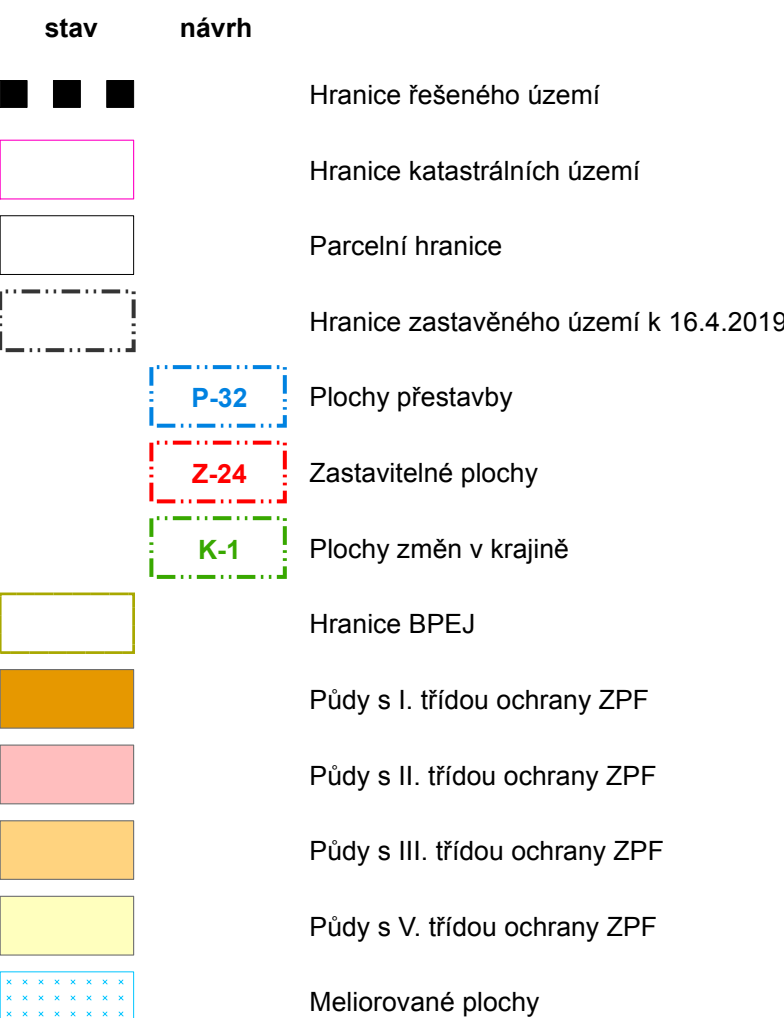 stav návrh
Hranice řešeného území
Hranice katastrálních území
Parcelní hranice
Hranice zastavěného území k 16.4.2019
P-32 Plochy přestavby
Z-24 Zastavitelné plochy
K-1 Plochy změn v krajině
Hranice BPEJ
Půdy s I. třídou ochrany ZPF
Půdy s II. třídou ochrany ZPF
Půdy s III. třídou ochrany ZPF
Půdy s V. třídou ochrany ZPF
Meliorované plochy